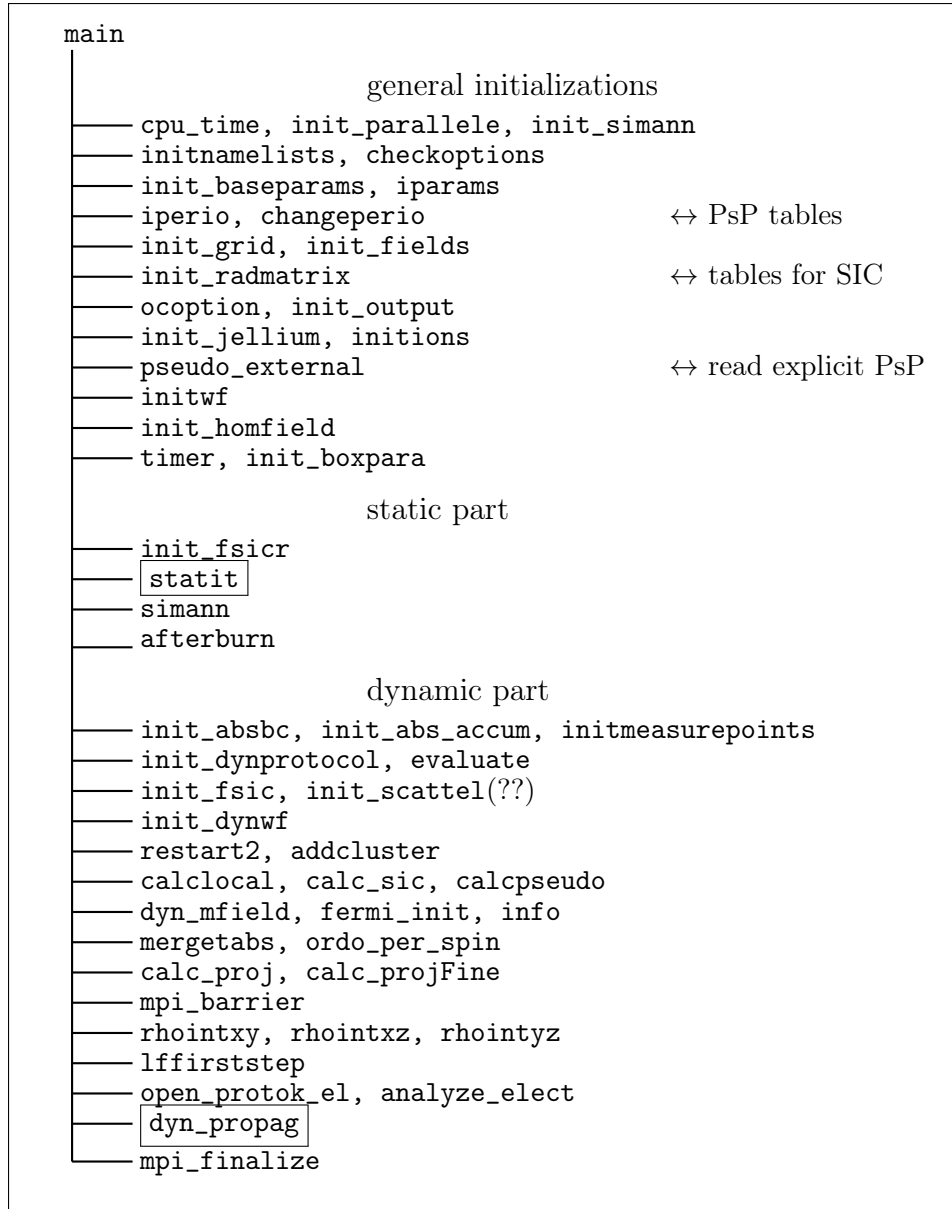 main
general initializations
cpu_time, init_parallele, init_simann
initnamelists, checkoptions
init_baseparams, iparams
iperio, changeperio ↔ PsP tables
init_grid, init_fields
init_radmatrix ↔ tables for SIC
ocoption, init_output
init_jellium, initions
pseudo_external ↔ read explicit PsP
initwf
init_homfield
timer, init_boxpara
static part
init_fsicr
statit
simann
afterburn
dynamic part
init_absbc, init_abs_accum, initmeasurepoints
init_dynprotocol, evaluate
init_fsic, init_scattel(??)
init_dynwf
restart2, addcluster
calclocal, calc_sic, calcpseudo
dyn_mfield, fermi_init, info
mergetabs, ordo_per_spin
calc_proj, calc_projFine
mpi_barrier
rhointxy, rhointxz, rhointyz
lffirststep
open_protok_el, analyze_elect
dyn_propag
mpi_finalize